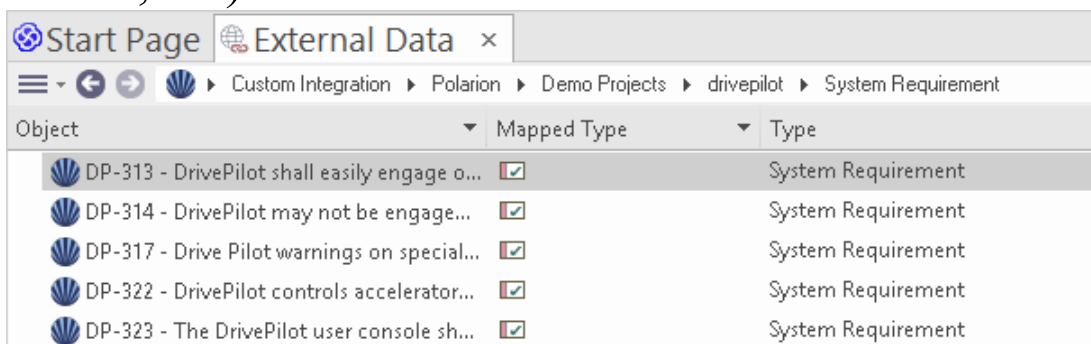 Start Page External Data ×
Custom Integration Polarion Demo Projects drivepilot System Requirement
Object Mapped Type Type
DP-313 - DrivePilot shall easily engage o... System Requirement
DP-314 - DrivePilot may not be engage... System Requirement
DP-317 - Drive Pilot warnings on special... System Requirement
DP-322 - DrivePilot controls accelerator... System Requirement
DP-323 - The DrivePilot user console sh... System Requirement